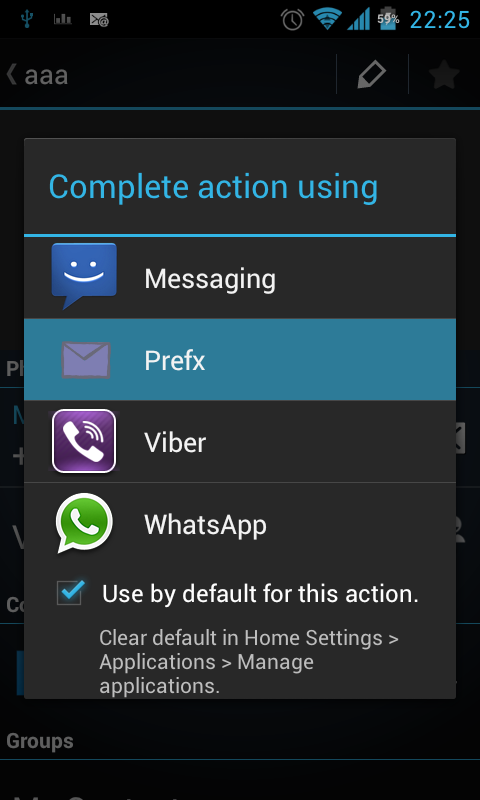 59%
22:25
aaa
Complete action using
Messaging
Prefx
Viber
WhatsApp
Use by default for this action.
Clear default in Home Settings >
Applications > Manage
applications.
Groups